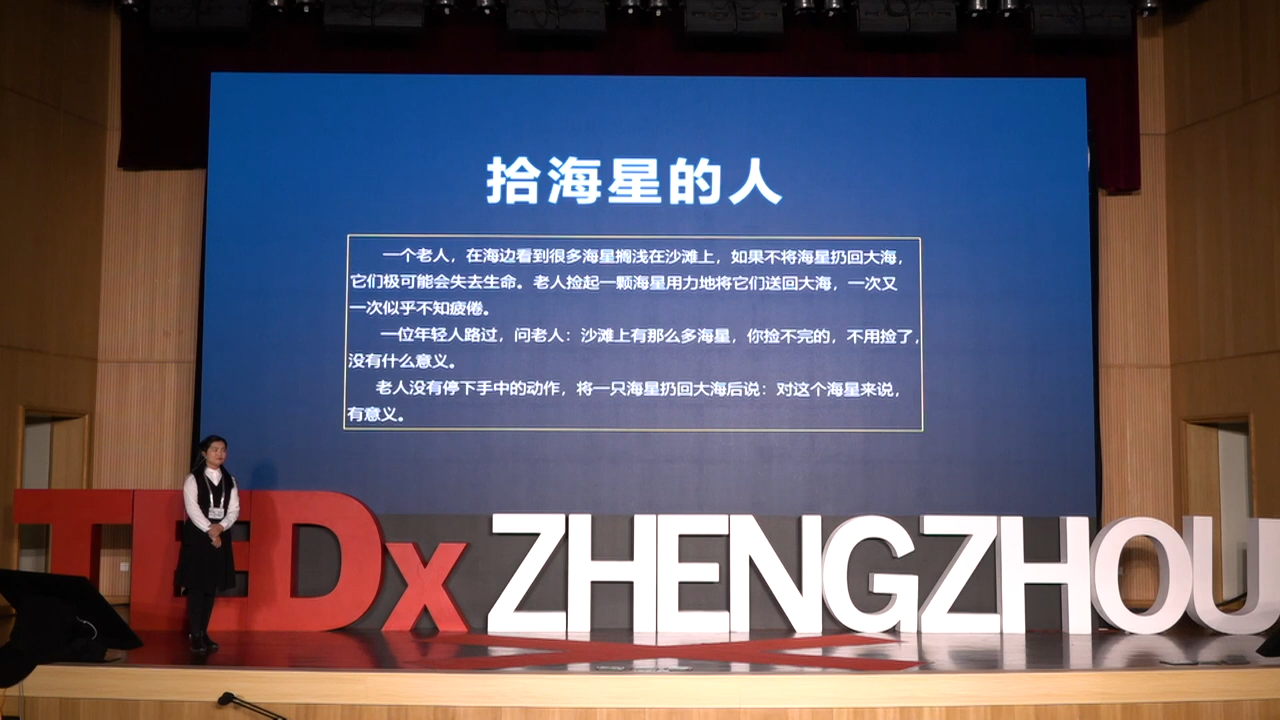 拾海星的人
一个老人，在海边看到很多海星搁浅在沙滩上，如果不将海星扔回大海，
它们极可能会失去生命。老人捡起一颗海星用力地将它们送回大海，一次又
一次似乎不知疲倦。
一位年轻人路过，问老人：沙滩上有那么多海星，你捡不完的，不用捡了，
没有什么意义。
老人没有停下手中的动作，将一只海星扔回大海后说：对这个海星来说，
有意义。
TEDx ZHENGZHOU